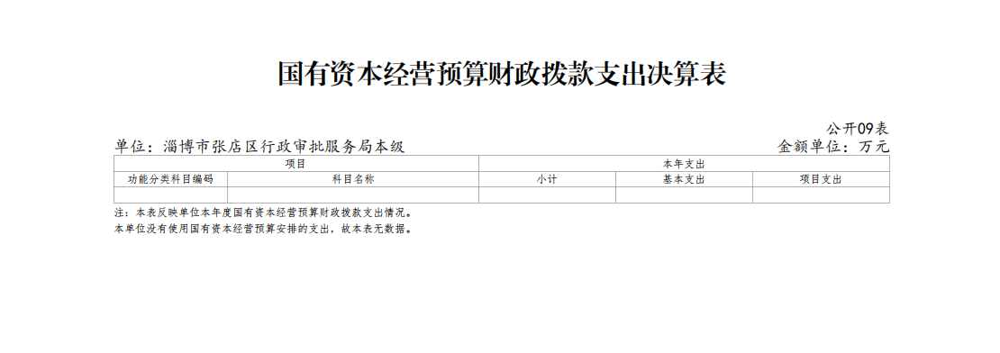 国有资本经营预算财政拨款支出决算表
公开09表
单位：淄博市张店区行政审批服务局本级 金额单位：万元
项目 本年支出
功能分类科目编码 科目名称 小计 基本支出 项目支出
注：本表反映单位本年度国有资本经营预算财政拨款支出情况。
本单位没有使用国有资本经营预算安排的支出，故本表无数据。